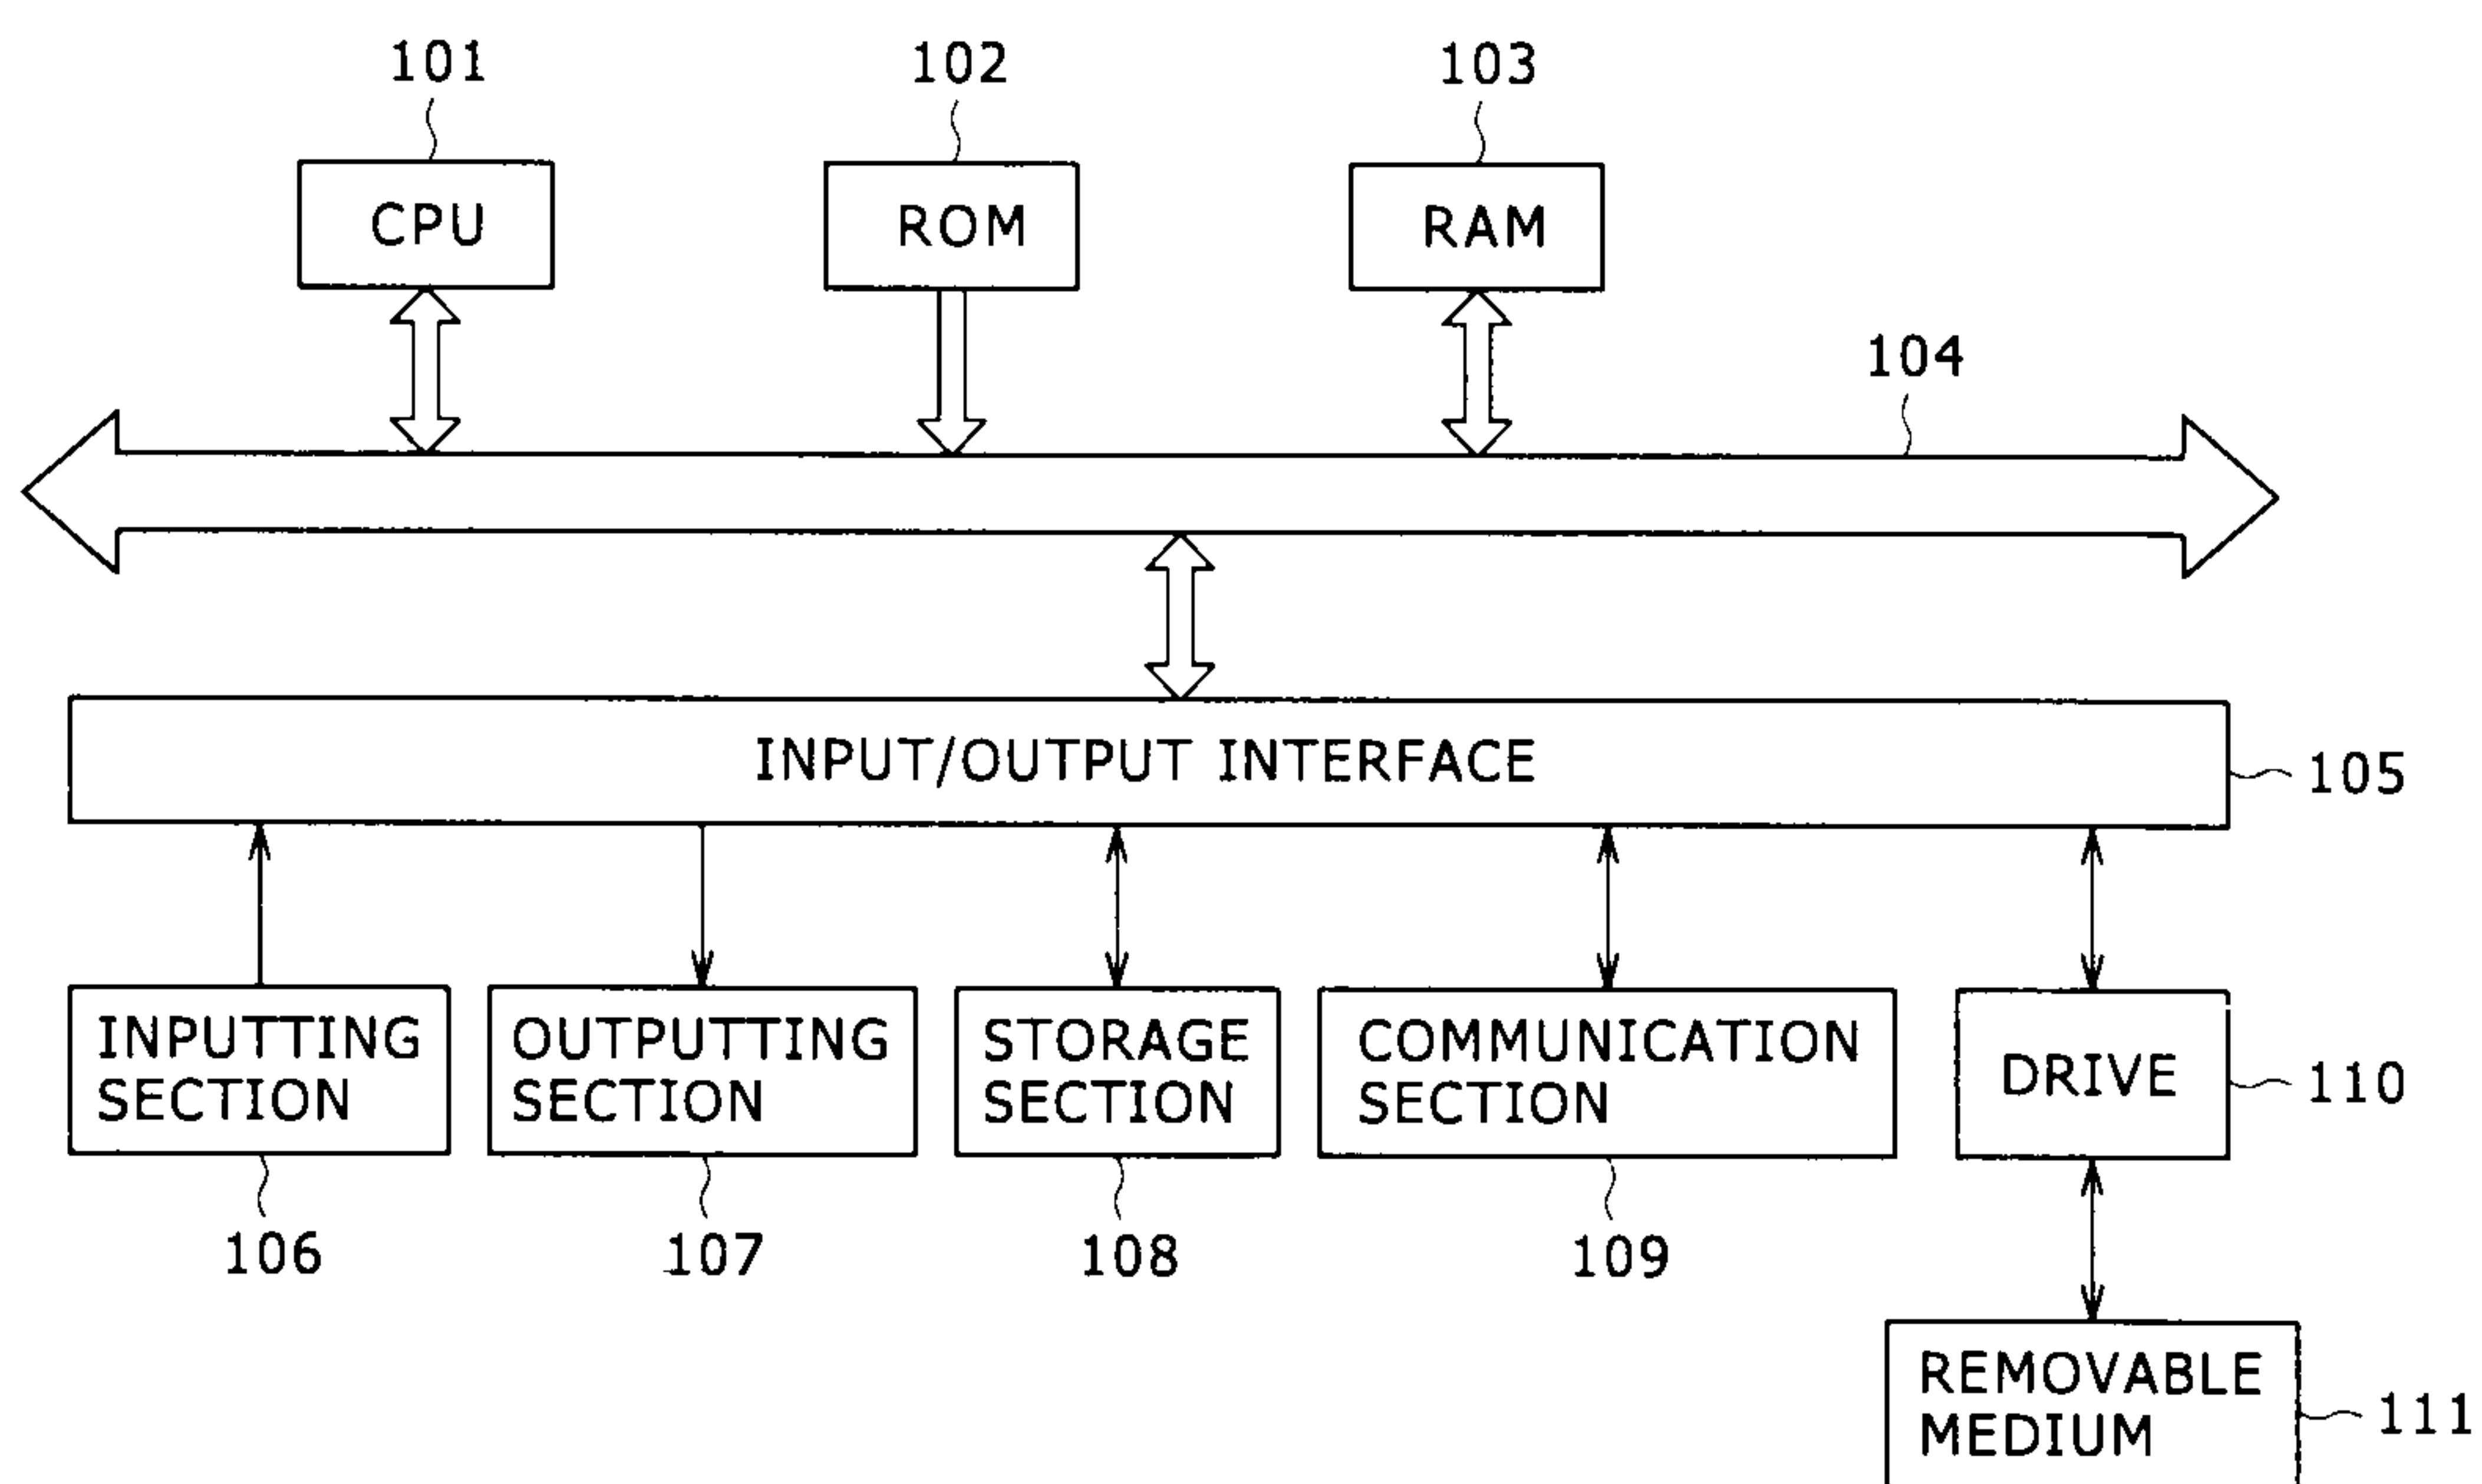 101
102
103
CPU
ROM
RAM
104
INPUT/OUTPUT INTERFACE
105
INPUTTING
SECTION
OUTPUTTING
SECTION
STORAGE
SECTION
COMMUNICATION
SECTION
DRIVE
110
106
107
108
109
REMOVABLE
MEDIUM
111